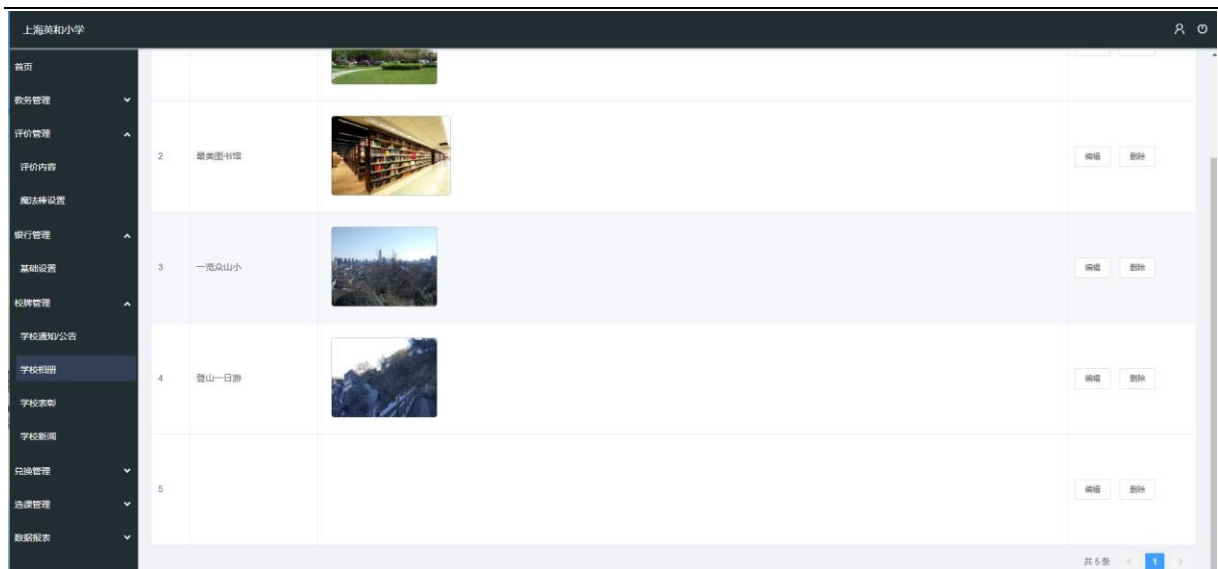 上海英和小学
首页
教务管理
评价管理
评价内容
魔法棒设置
银行管理
基础设置
校牌管理
学校通知/公告
学校相册
学校表彰
学校新闻
兑换管理
选课管理
数据报表
2 最美图书馆 编辑 删除
3 一览众山小 编辑 删除
4 登山一日游 编辑 删除
5 编辑 删除
共 5 条 < 1 >